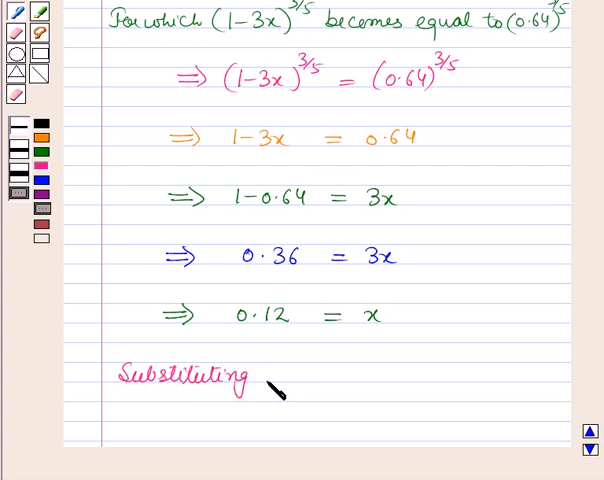 For which (1-3x)^3/5 becomes equal to (0.64)^3/5
⇒ (1-3x)^3/5 = (0.64)^3/5
⇒ 1-3x = 0.64
⇒ 1-0.64 = 3x
⇒ 0.36 = 3x
⇒ 0.12 = x
Substituting